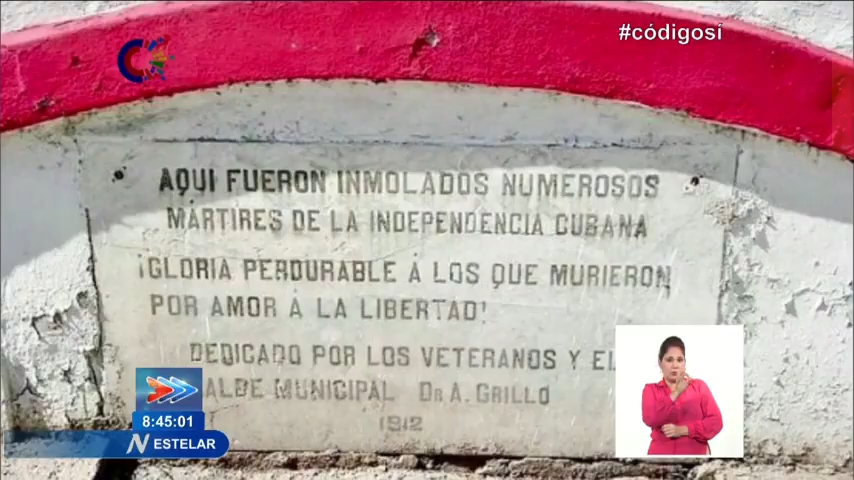 #códigosí
AQUI FUERON INMOLADOS NUMEROSOS
MARTIRES DE LA INDEPENDENCIA CUBANA
¡GLORIA PERDURABLE Á LOS QUE MURIERON
POR AMOR Á LA LIBERTAD!
DEDICADO POR LOS VETERANOS Y EL
ALDE MUNICIPAL DR A. GRILLO
1912
8:45:01
N ESTELAR